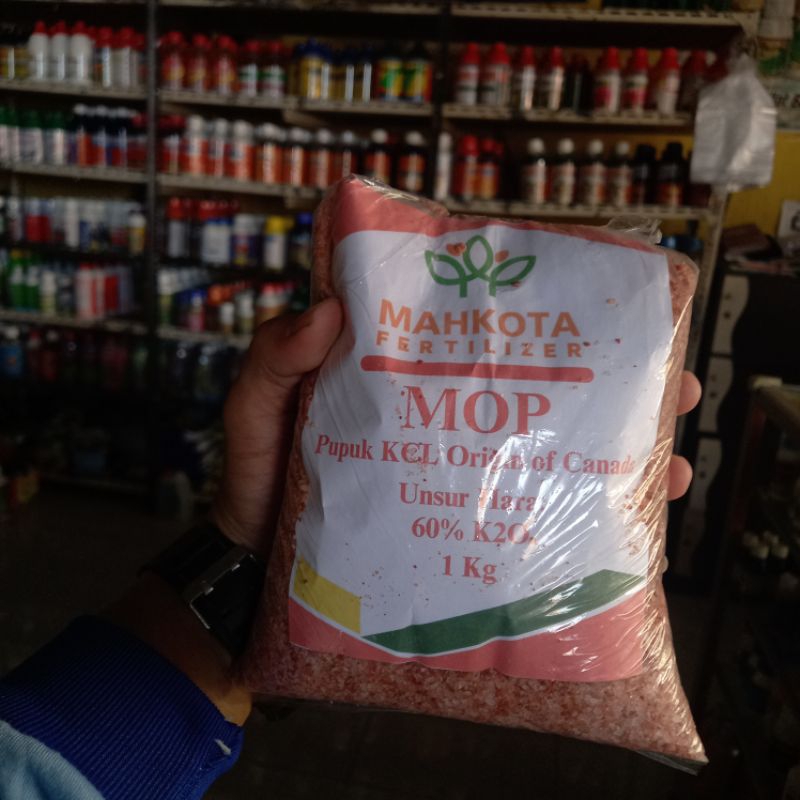 MAHKOTA
FERTILIZER
MOP
Pupuk KCL Origin of Canada
Unsur Hara:
60% K2O.
1 Kg